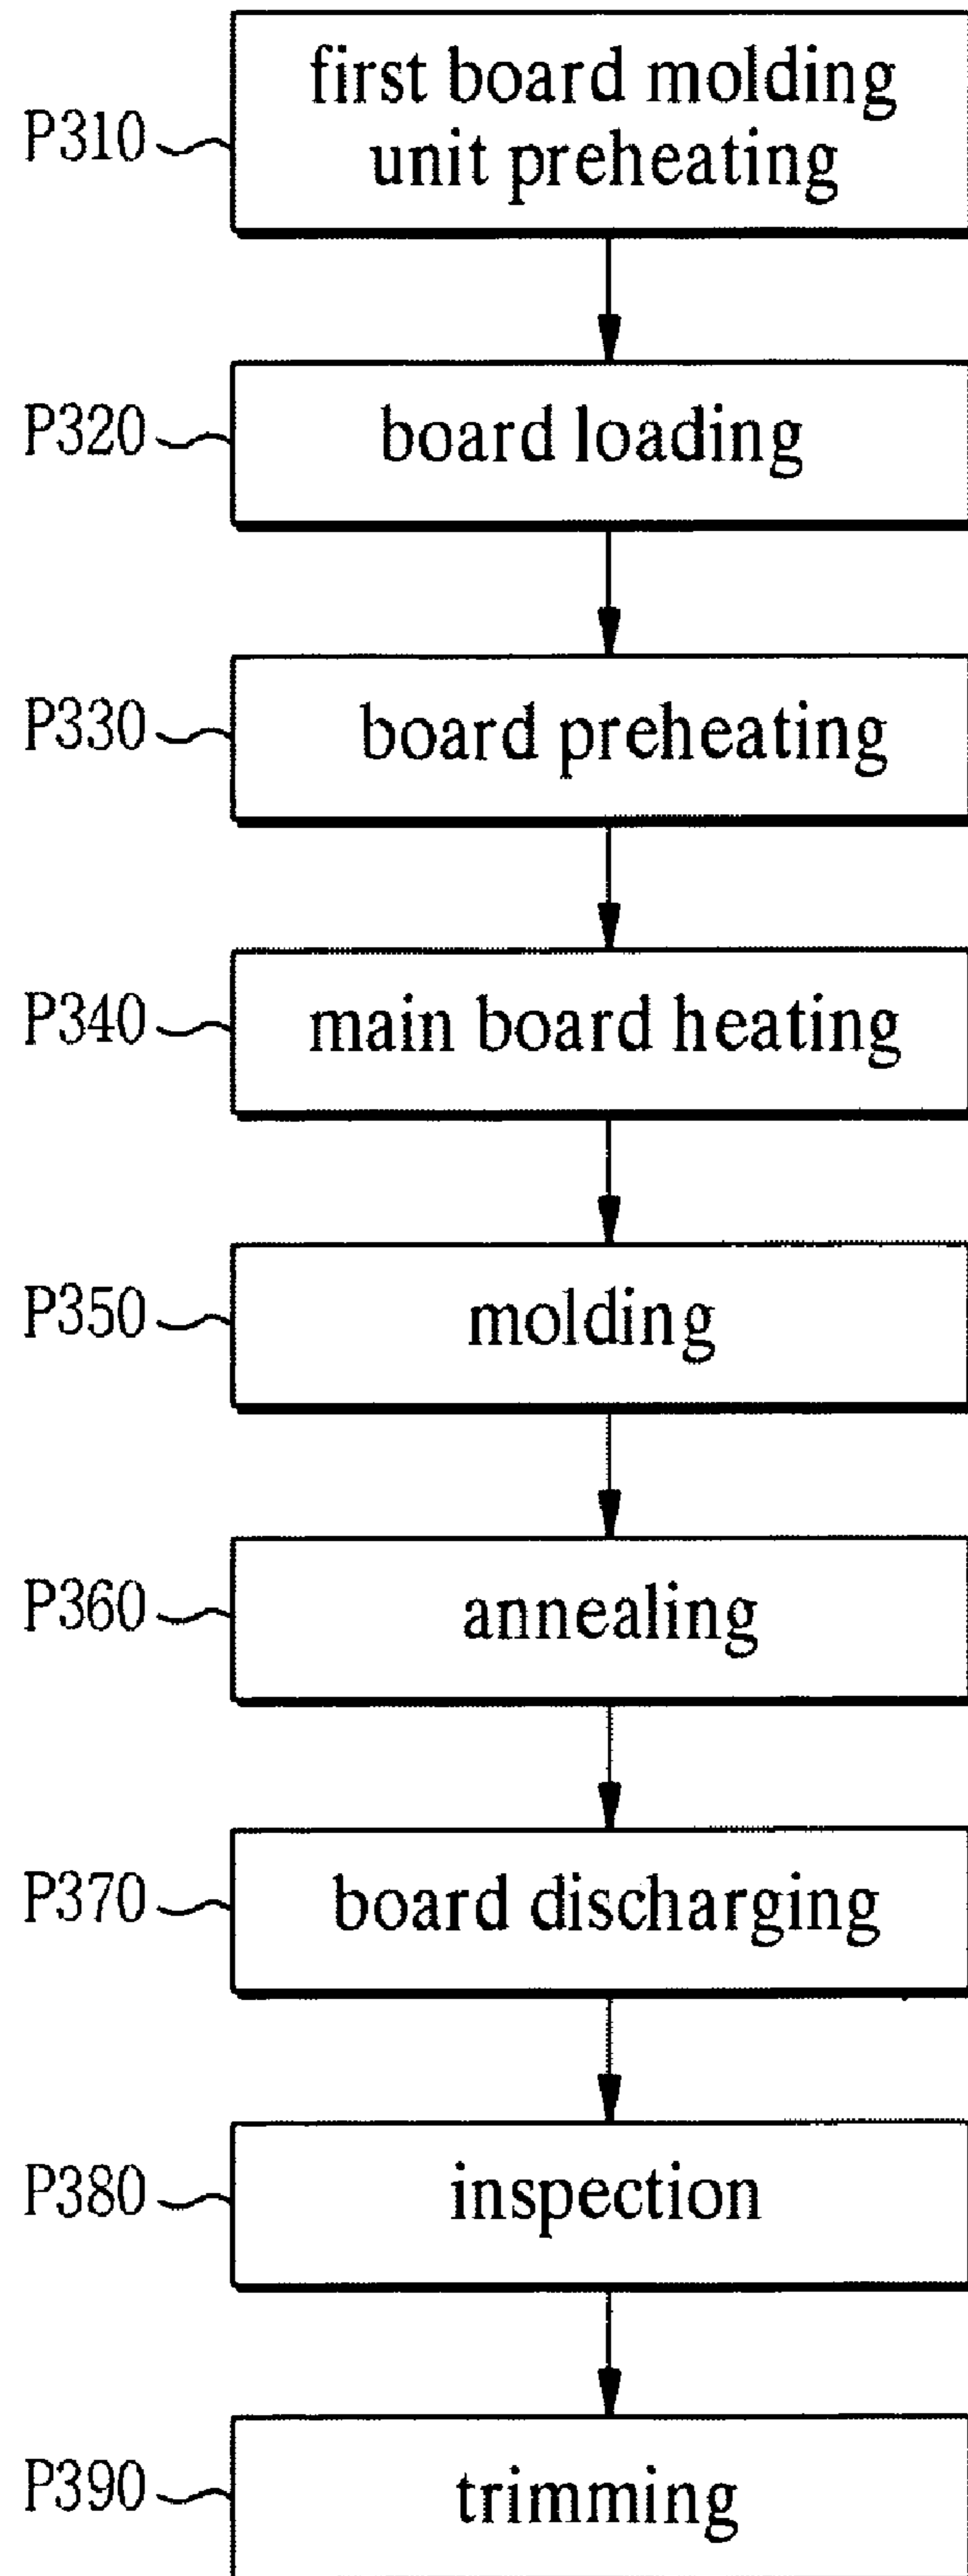 P310
first board molding
unit preheating
P320
board loading
P330
board preheating
P340
main board heating
P350
molding
P360
annealing
P370
board discharging
P380
inspection
P390
trimming